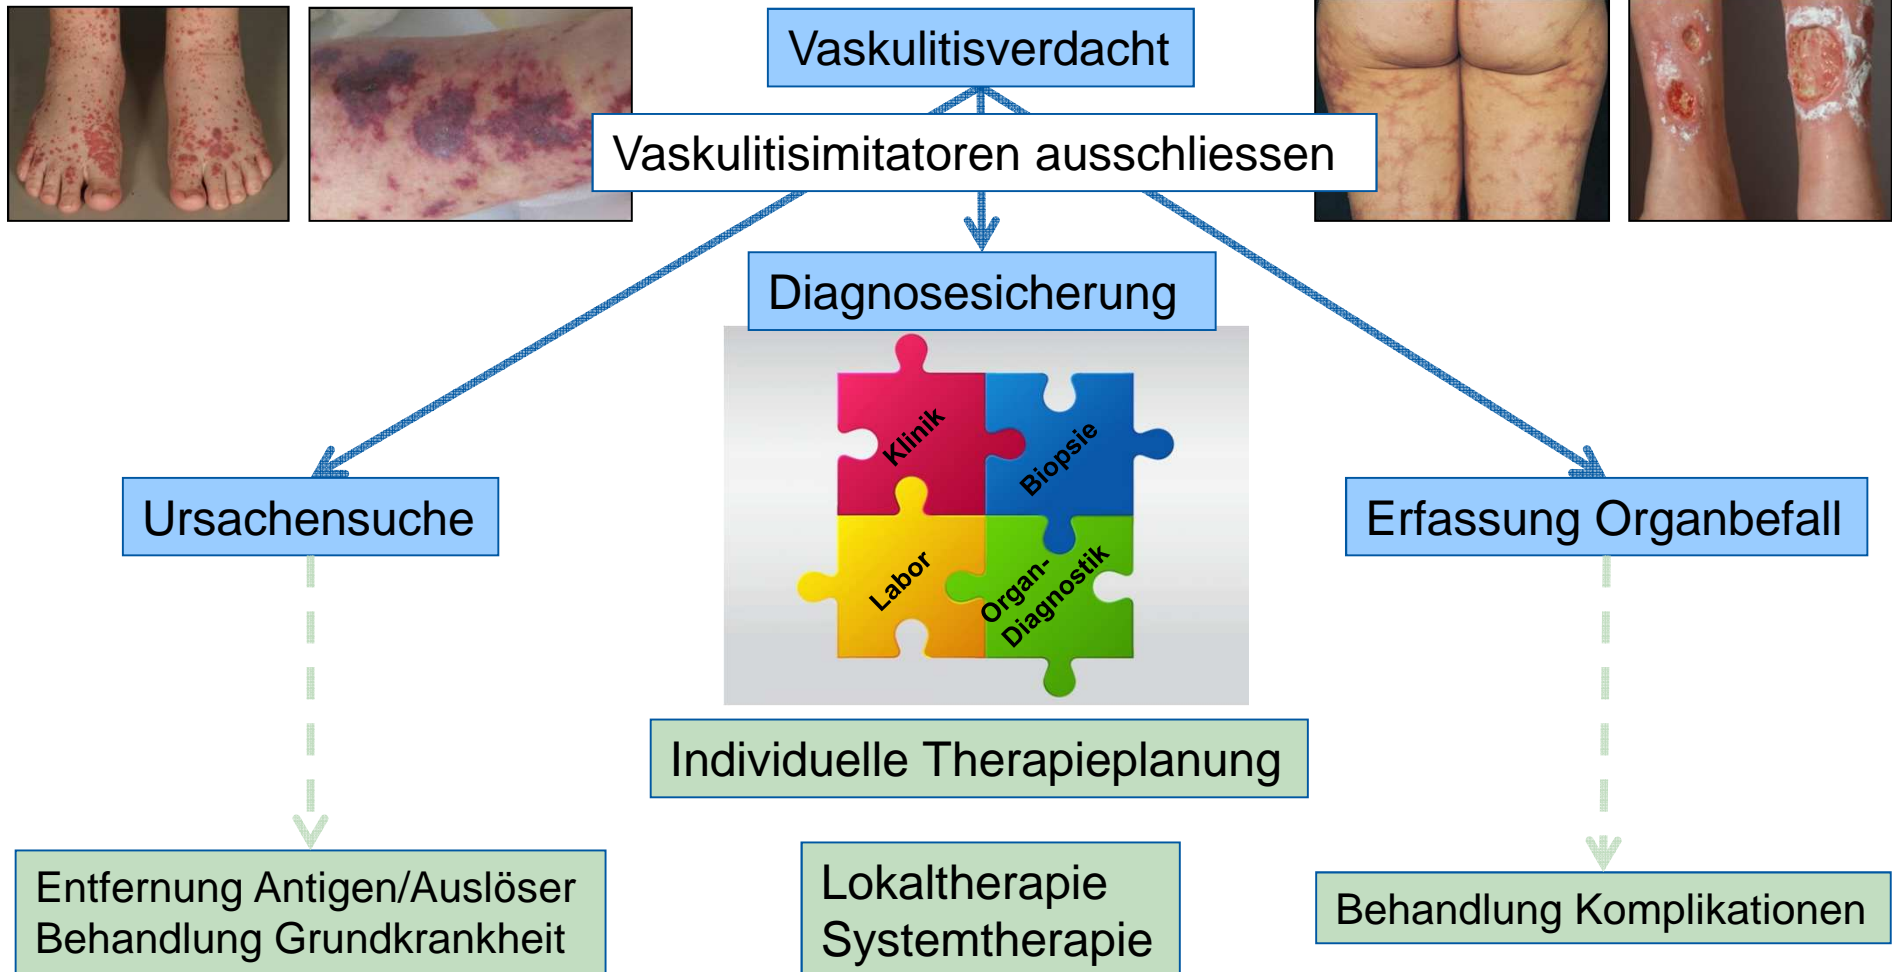 Vaskulitisverdacht
Vaskulitisimitatoren ausschliessen
Diagnosesicherung
Klinik
Biopsie
Labor
Organ-
Diagnostik
Ursachensuche
Erfassung Organbefall
Individuelle Therapieplanung
Entfernung Antigen/Auslöser
Behandlung Grundkrankheit
Lokaltherapie
Systemtherapie
Behandlung Komplikationen